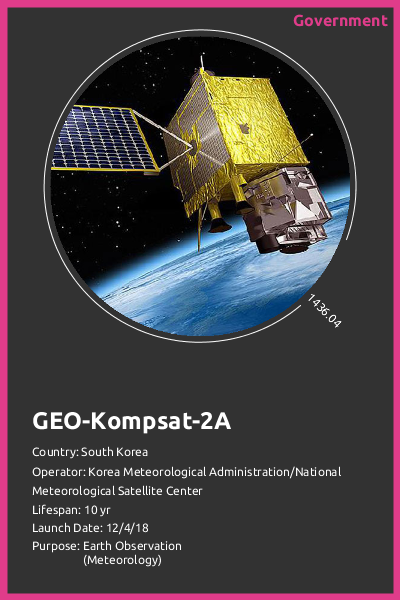 Government
1436.04
GEO-Kompsat-2A
Country: South Korea
Operator: Korea Meteorological Administration/National
Meteorological Satellite Center
Lifespan: 10 yr
Launch Date: 12/4/18
Purpose: Earth Observation
(Meteorology)